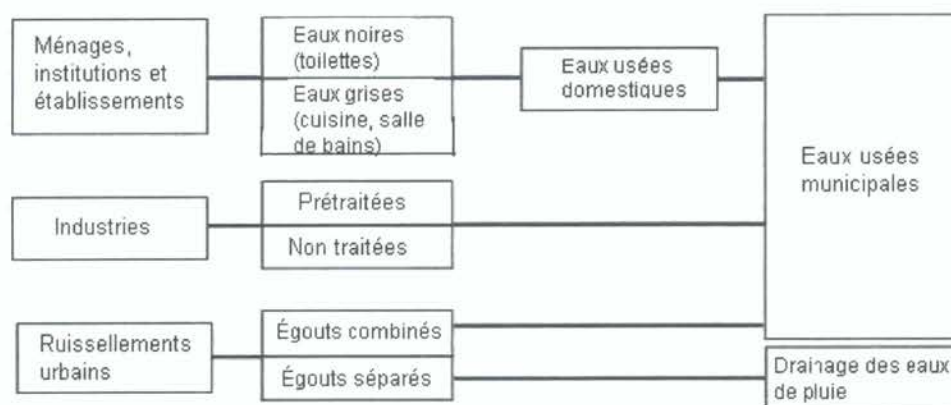 Ménages,
institutions et
établissements
Eaux noires
(toilettes)
Eaux grises
(cuisine, salle
de bains)
Eaux usées
domestiques
Eaux usées
municipales
Industries
Prétraitées
Non traitées
Ruissellements
urbains
Égouts combinés
Égouts séparés
Drainage des eaux
de pluie